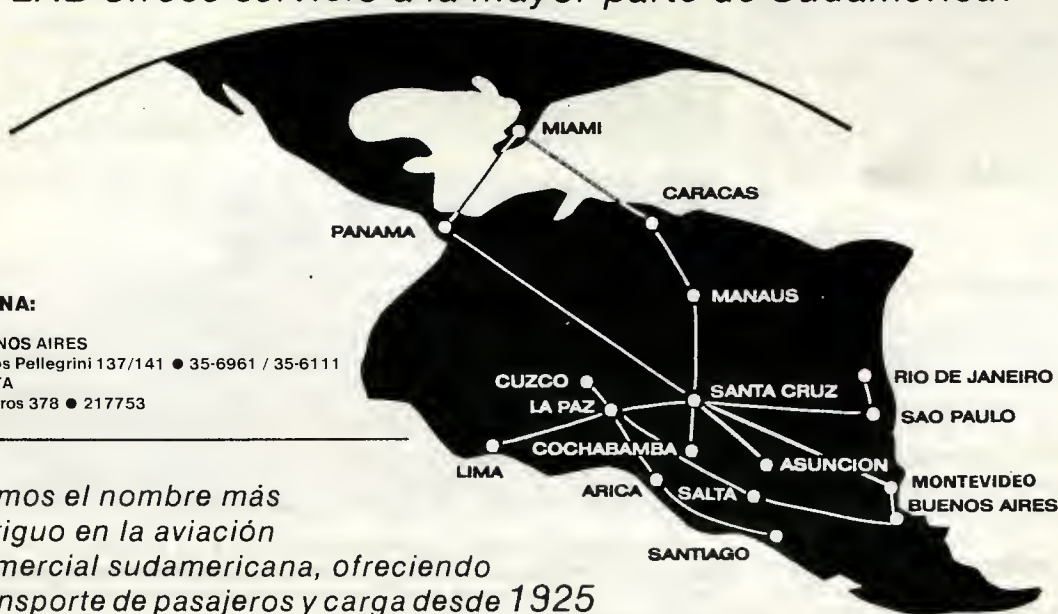 LAB ofrece servicio a la mayor parte de Sudamérica.
MIAMI
CARACAS
PANAMA
MANAUS
NA:
NOS AIRES
os Pellegrini 137/141 ● 35-6961 / 35-6111
TA
ros 378 ● 217753
CUZCO
SANTA CRUZ
RIO DE JANEIRO
LA PAZ
SAO PAULO
COCHABAMBA
LIMA
ASUNCION
ARICA
SALTA
MONTEVIDEO
BUENOS AIRES
SANTIAGO
mos el nombre más
iguo en la aviación
mercial sudamericana, ofreciendo
nsporte de pasajeros y carga desde 1925